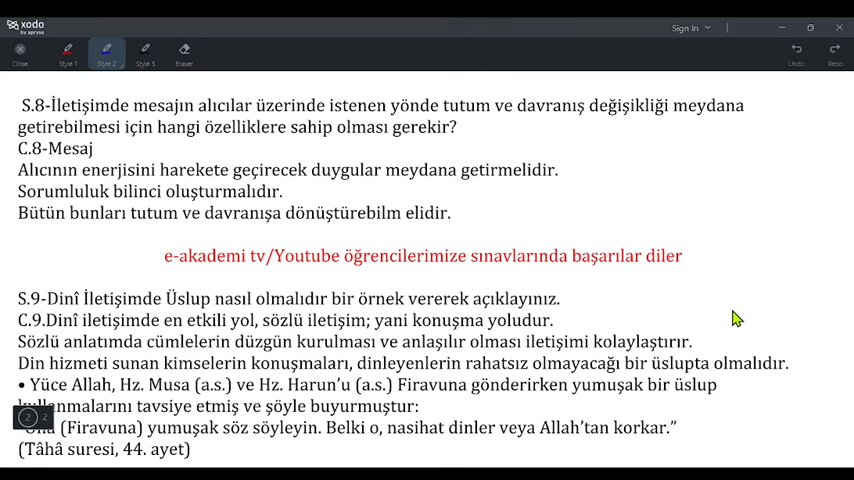 xodo
by apryse
Sign In
Close
Style 1
Style 2
Style 3
Eraser
Undo
Redo
S.8-İletişimde mesajın alıcılar üzerinde istenen yönde tutum ve davranış değişikliği meydana
getirebilmesi için hangi özelliklere sahip olması gerekir?
C.8-Mesaj
Alıcının enerjisini harekete geçirecek duygular meydana getirmelidir.
Sorumluluk bilinci oluşturmalıdır.
Bütün bunları tutum ve davranışa dönüştürebilm elidir.
e-akademi tv/Youtube öğrencilerimize sınavlarında başarılar diler
S.9-Dinî İletişimde Üslup nasıl olmalıdır bir örnek vererek açıklayınız.
C.9.Dinî iletişimde en etkili yol, sözlü iletişim; yani konuşma yoludur.
Sözlü anlatımda cümlelerin düzgün kurulması ve anlaşılır olması iletişimi kolaylaştırır.
Din hizmeti sunan kimselerin konuşmaları, dinleyenlerin rahatsız olmayacağı bir üslupta olmalıdır.
• Yüce Allah, Hz. Musa (a.s.) ve Hz. Harun’u (a.s.) Firavuna gönderirken yumuşak bir üslup
kullanmalarını tavsiye etmiş ve şöyle buyurmuştur:
2 2
(Firavuna) yumuşak söz söyleyin. Belki o, nasihat dinler veya Allah’tan korkar.”
(Tâhâ suresi, 44. ayet)